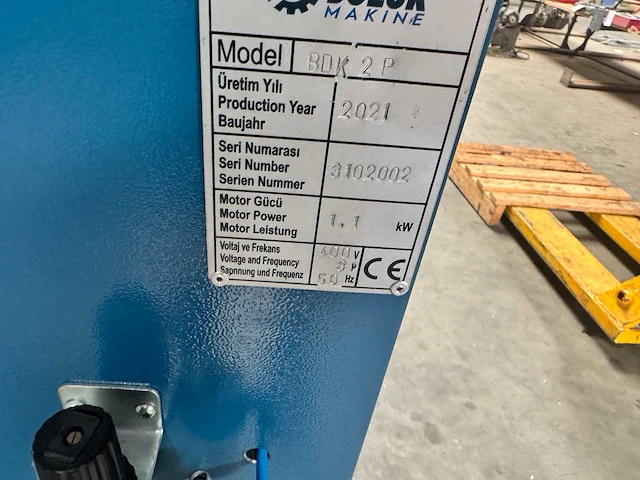 MAKINE
Model BDK 2 P
Üretim Yılı
Production Year 2021
Baujahr
Seri Numarası
Seri Number 3102002
Serien Nummer
Motor Gücü
Motor Power 1.1 kW
Motor Leistung
Voltaj ve Frekans 400 V
Voltage and Frequency 3 P
Sapnnung und Frequenz 50 Hz
CE